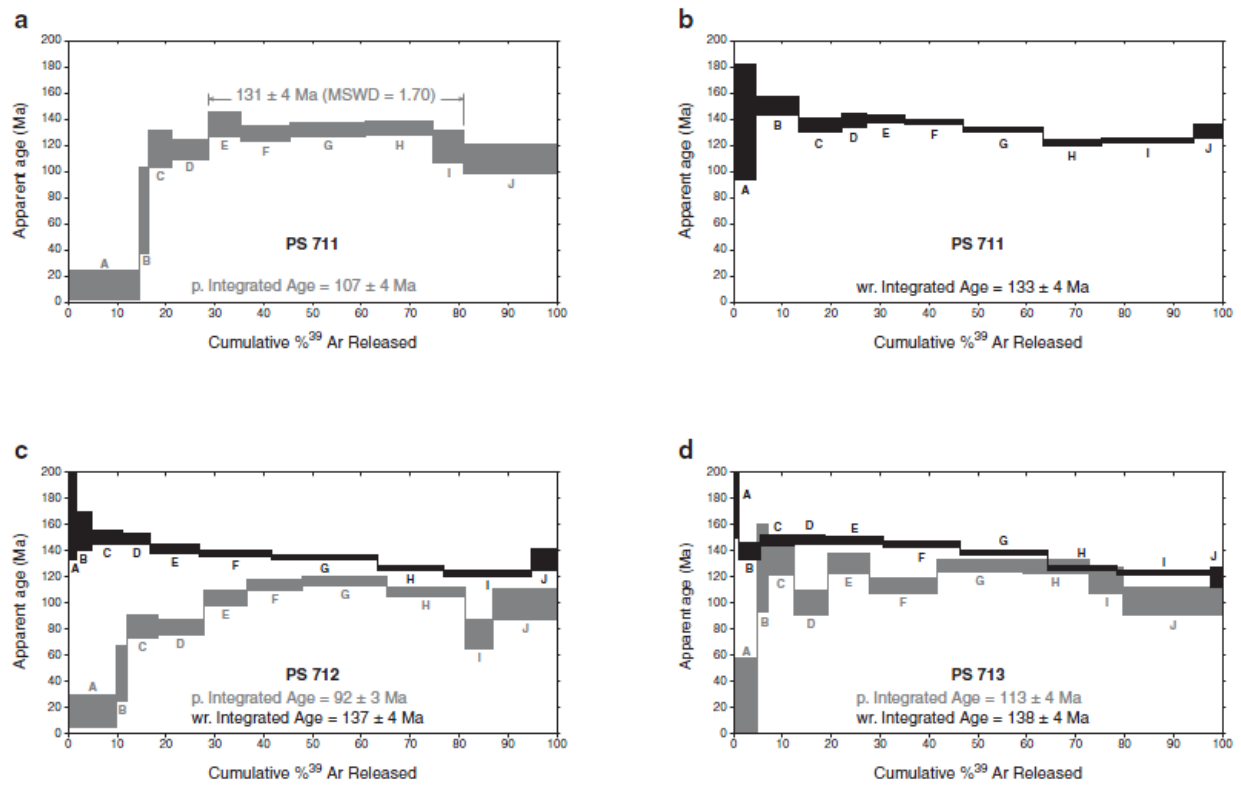 a
Apparent age (Ma)
200
180
160
140
120
100
80
60
40
20
0
131 ± 4 Ma (MSWD = 1.70)
A
B
C
D
E
F
G
H
I
J
PS 711
p. Integrated Age = 107 ± 4 Ma
0 10 20 30 40 50 60 70 80 90 100
Cumulative %39 Ar Released
b
Apparent age (Ma)
200
180
160
140
120
100
80
60
40
20
0
A
B
C
D
E
F
G
H
I
J
PS 711
wr. Integrated Age = 133 ± 4 Ma
0 10 20 30 40 50 60 70 80 90 100
Cumulative %39 Ar Released
c
Apparent age (Ma)
200
180
160
140
120
100
80
60
40
20
0
A
B
C
D
E
F
G
H
I
J
A
B
C
D
E
F
G
H
I
J
PS 712
p. Integrated Age = 92 ± 3 Ma
wr. Integrated Age = 137 ± 4 Ma
0 10 20 30 40 50 60 70 80 90 100
Cumulative %39 Ar Released
d
Apparent age (Ma)
200
180
160
140
120
100
80
60
40
20
0
A
B
C
D
E
F
G
H
I
J
A
B
C
D
E
F
G
H
I
J
PS 713
p. Integrated Age = 113 ± 4 Ma
wr. Integrated Age = 138 ± 4 Ma
0 10 20 30 40 50 60 70 80 90 100
Cumulative %39 Ar Released